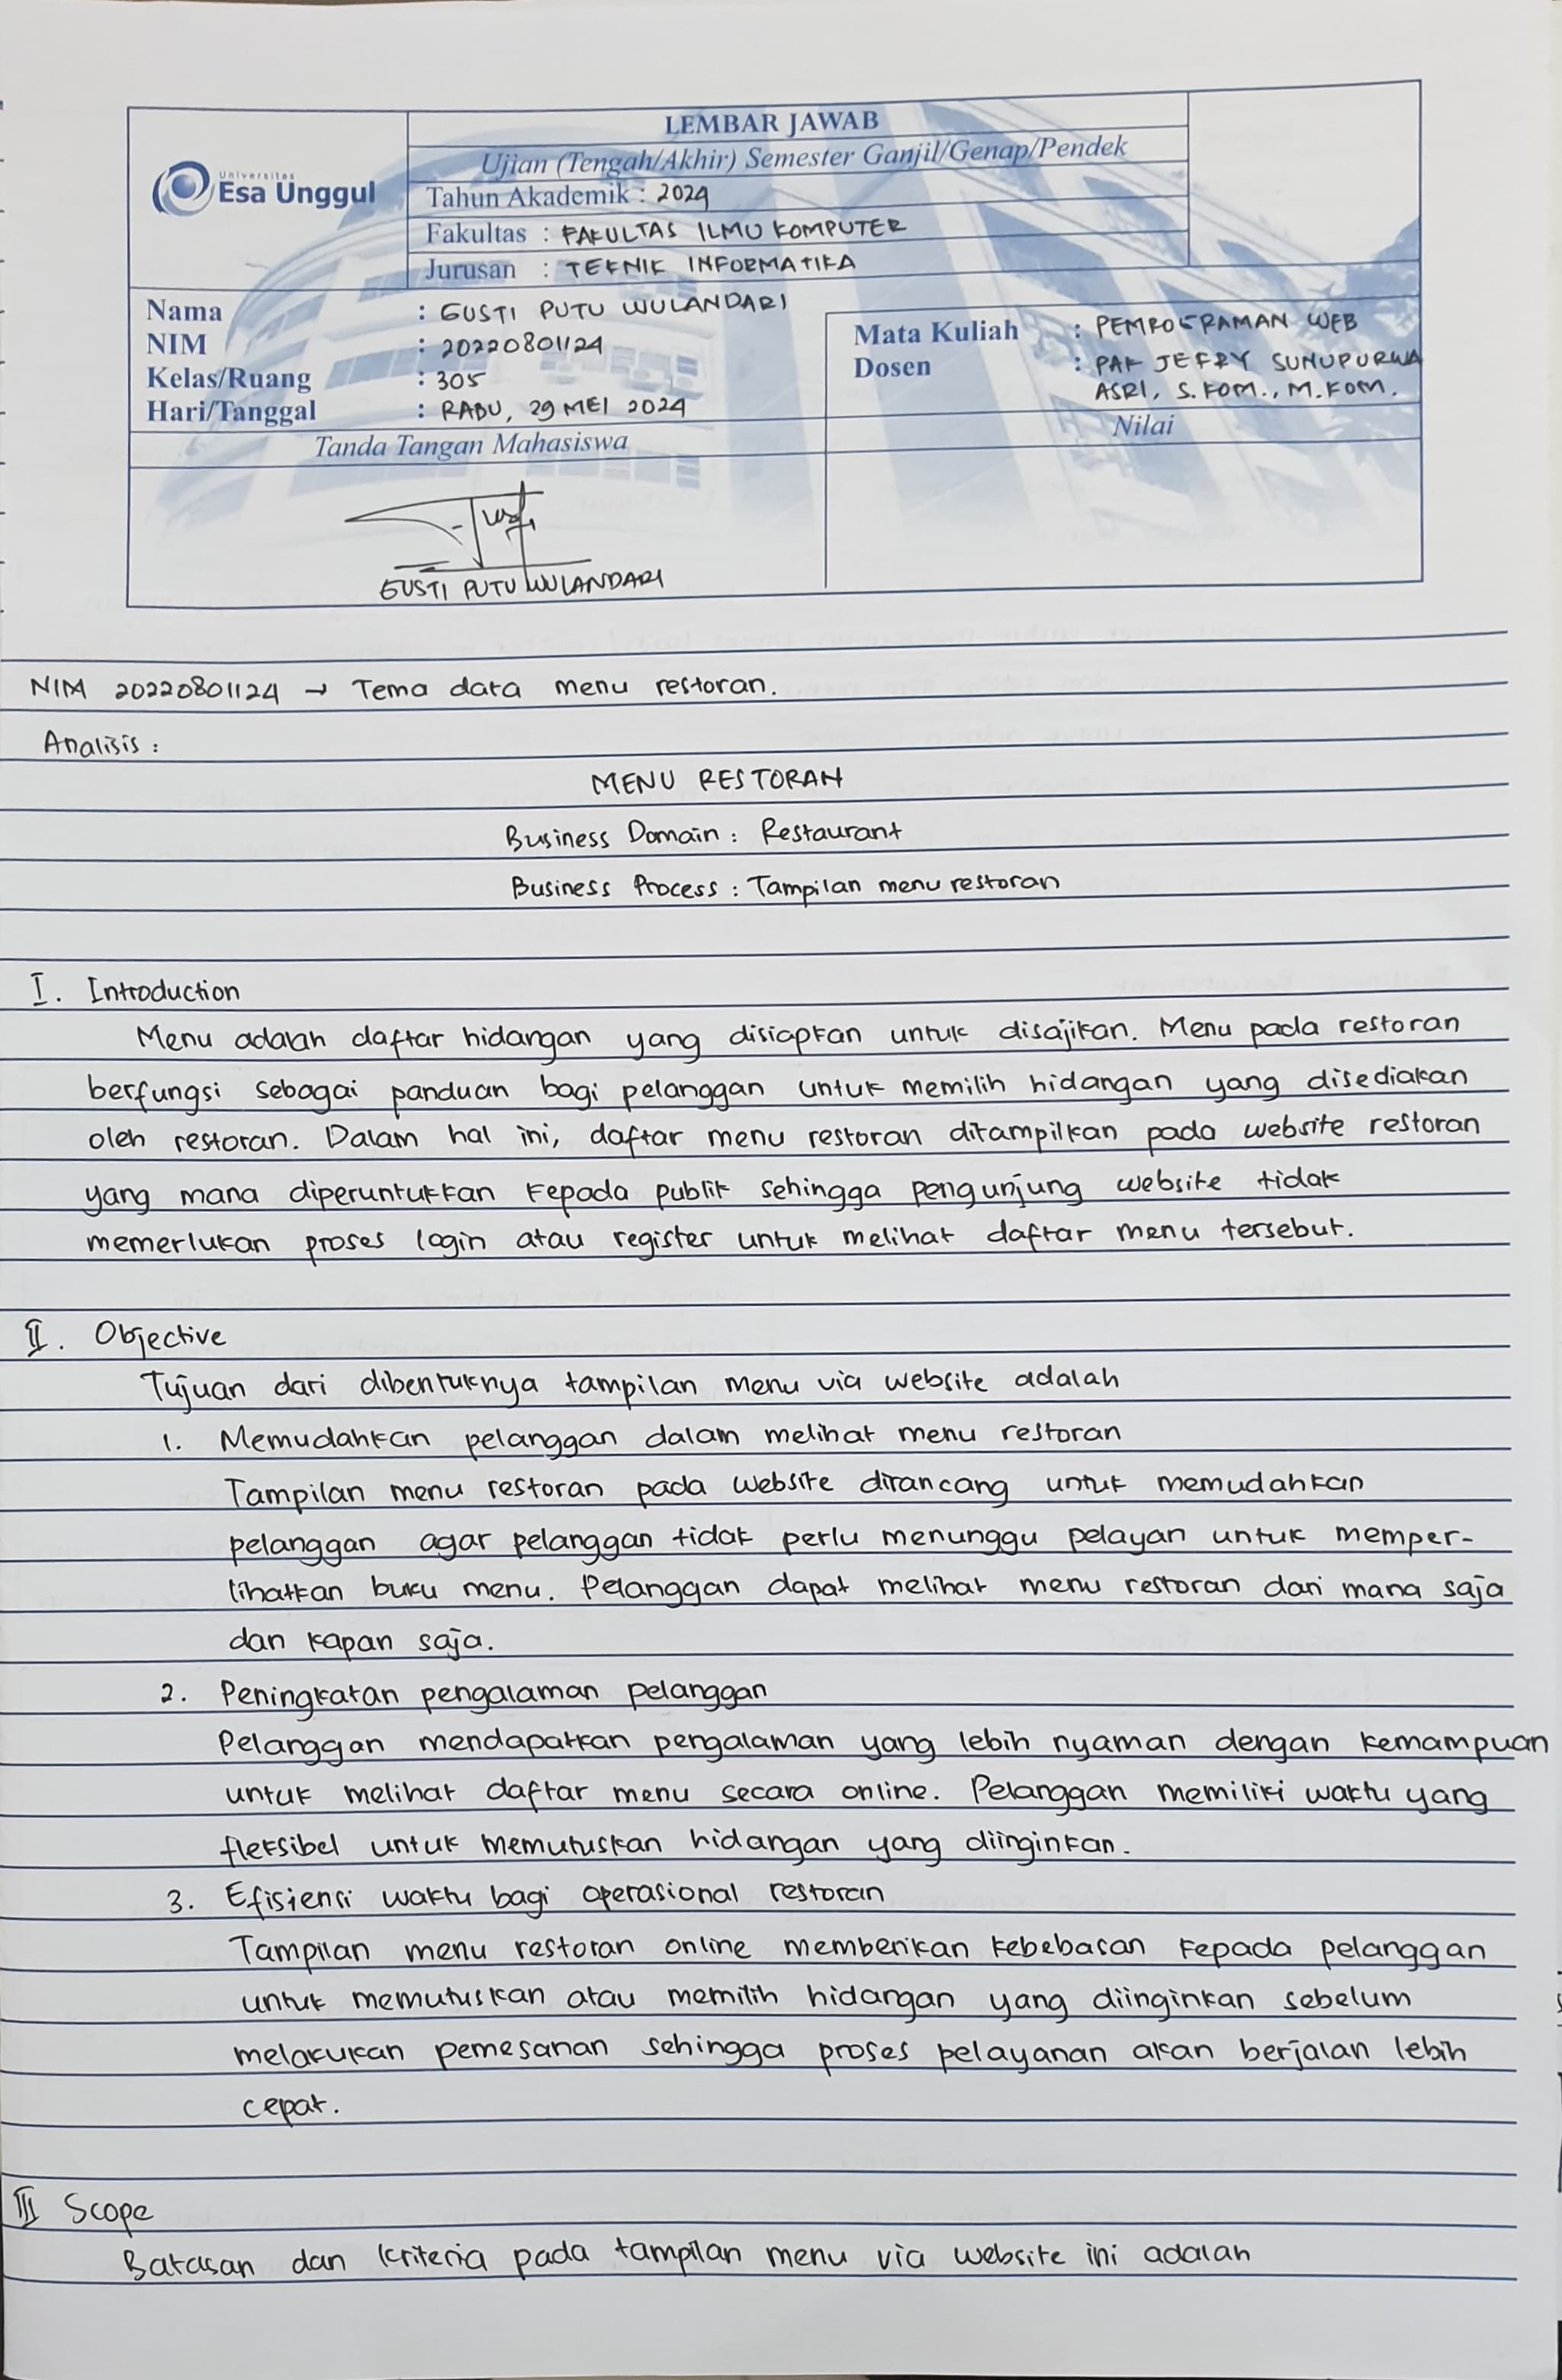 Universitas
Esa Unggul
LEMBAR JAWAB
Ujian (Tengah/Akhir) Semester Ganjil/Genap/Pendek
Tahun Akademik : 2024
Fakultas : FAKULTAS ILMU KOMPUTER
Jurusan : TEKNIK INFORMATIKA
Nama : GUSTI PUTU WULANDARI
NIM : 20220801124
Kelas/Ruang : 305
Hari/Tanggal : RABU, 29 MEI 2024
Mata Kuliah : PEMROGRAMAN WEB
Dosen : PAK JEFRY SUNUPURWA
ASRI, S.KOM., M.KOM.
Tanda Tangan Mahasiswa
Nilai
GUSTI PUTU WULANDARI
NIM 20220801124 → Tema data menu restoran.
Analisis :
MENU RESTORAN
Business Domain : Restaurant
Business Process : Tampilan menu restoran
I. Introduction
Menu adalah daftar hidangan yang disiapkan untuk disajikan. Menu pada restoran
berfungsi sebagai panduan bagi pelanggan untuk memilih hidangan yang disediakan
oleh restoran. Dalam hal ini, daftar menu restoran ditampilkan pada website restoran
yang mana diperuntukkan kepada publik sehingga pengunjung website tidak
memerlukan proses login atau register untuk melihat daftar menu tersebut.
II. Objective
Tujuan dari dibentuknya tampilan menu via website adalah
1. Memudahkan pelanggan dalam melihat menu restoran
Tampilan menu restoran pada website dirancang untuk memudahkan
pelanggan agar pelanggan tidak perlu menunggu pelayan untuk memper-
lihatkan buku menu. Pelanggan dapat melihat menu restoran dari mana saja
dan kapan saja.
2. Peningkatan pengalaman pelanggan
Pelanggan mendapatkan pengalaman yang lebih nyaman dengan kemampuan
untuk melihat daftar menu secara online. Pelanggan memiliki waktu yang
fleksibel untuk memutuskan hidangan yang diinginkan.
3. Efisiensi waktu bagi operasional restoran
Tampilan menu restoran online memberikan kebebasan kepada pelanggan
untuk memutuskan atau memilih hidangan yang diinginkan sebelum
melakukan pemesanan sehingga proses pelayanan akan berjalan lebih
cepat.
III Scope
Batasan dan kriteria pada tampilan menu via website ini adalah